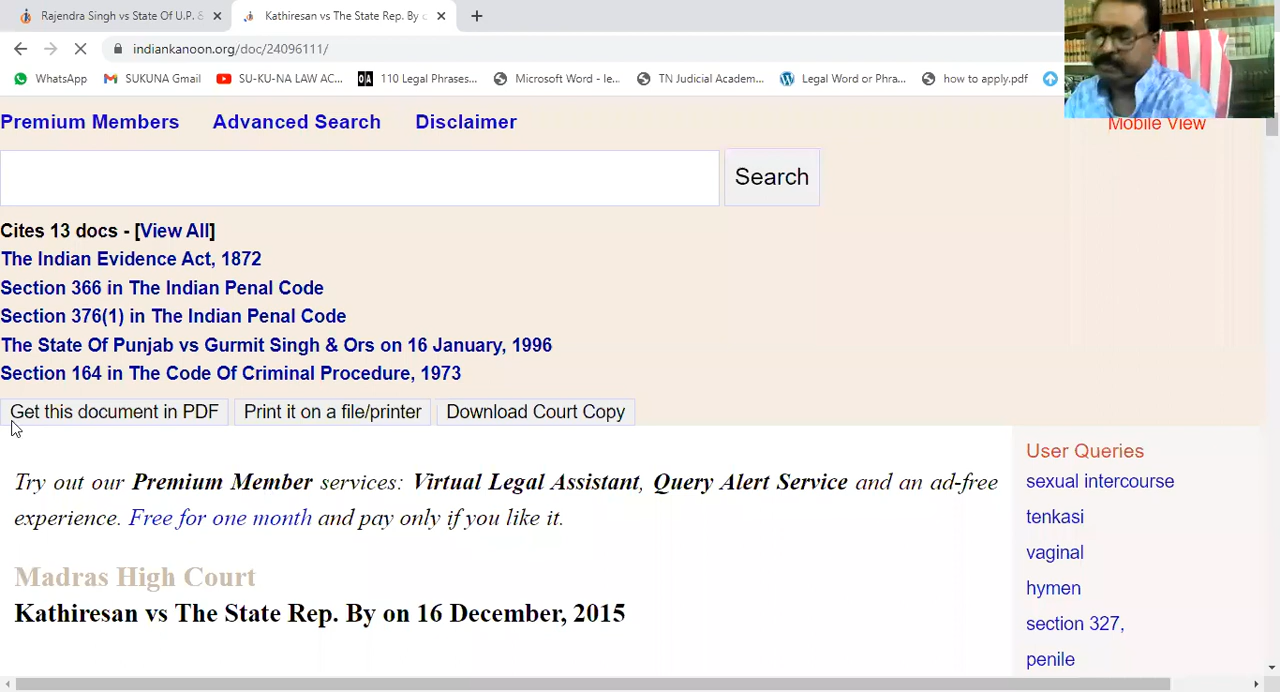 Rajendra Singh vs State Of U.P. &
Kathiresan vs The State Rep. By o
indiankanoon.org/doc/24096111/
WhatsApp
SUKUNA Gmail
SU-KU-NA LAW AC...
110 Legal Phrases...
Microsoft Word - le...
TN Judicial Academ...
Legal Word or Phra...
how to apply.pdf
Premium Members Advanced Search Disclaimer
Mobile View
Search
Cites 13 docs - [View All]
The Indian Evidence Act, 1872
Section 366 in The Indian Penal Code
Section 376(1) in The Indian Penal Code
The State Of Punjab vs Gurmit Singh & Ors on 16 January, 1996
Section 164 in The Code Of Criminal Procedure, 1973
Get this document in PDF Print it on a file/printer Download Court Copy
Try out our Premium Member services: Virtual Legal Assistant, Query Alert Service and an ad-free
experience. Free for one month and pay only if you like it.
Madras High Court
Kathiresan vs The State Rep. By on 16 December, 2015
User Queries
sexual intercourse
tenkasi
vaginal
hymen
section 327,
penile